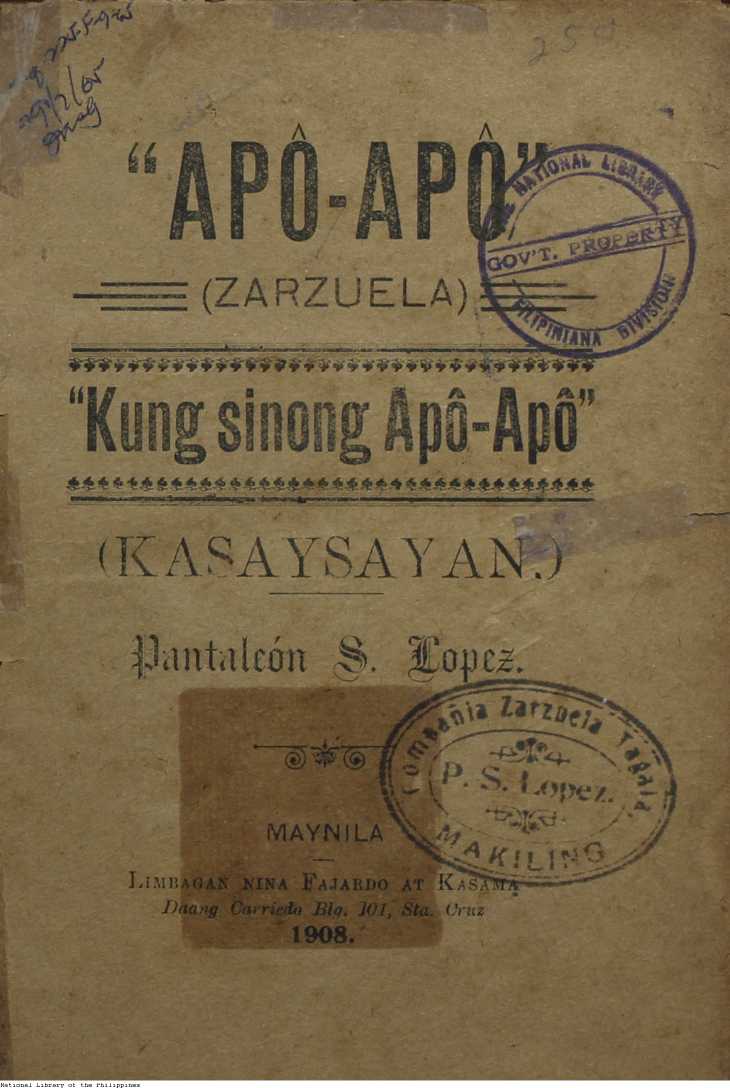 250
"APÔ-APÔ"
THE NATIONAL LIBRARY
GOV'T. PROPERTY
FILIPINIANA DIVISION
(ZARZUELA)
"Kung sinong Apô-Apô"
(KASAYSAYAN.)
Pantaleón S. Lopez.
Compañia Zarzuela Tagala
P. S. Lopez.
MAKILING
MAYNILA
LIMBAGAN NINA FAJARDO AT KASAMA
Daang Carriedo Blg. 101, Sta. Cruz
1908.
National Library of the Philippines